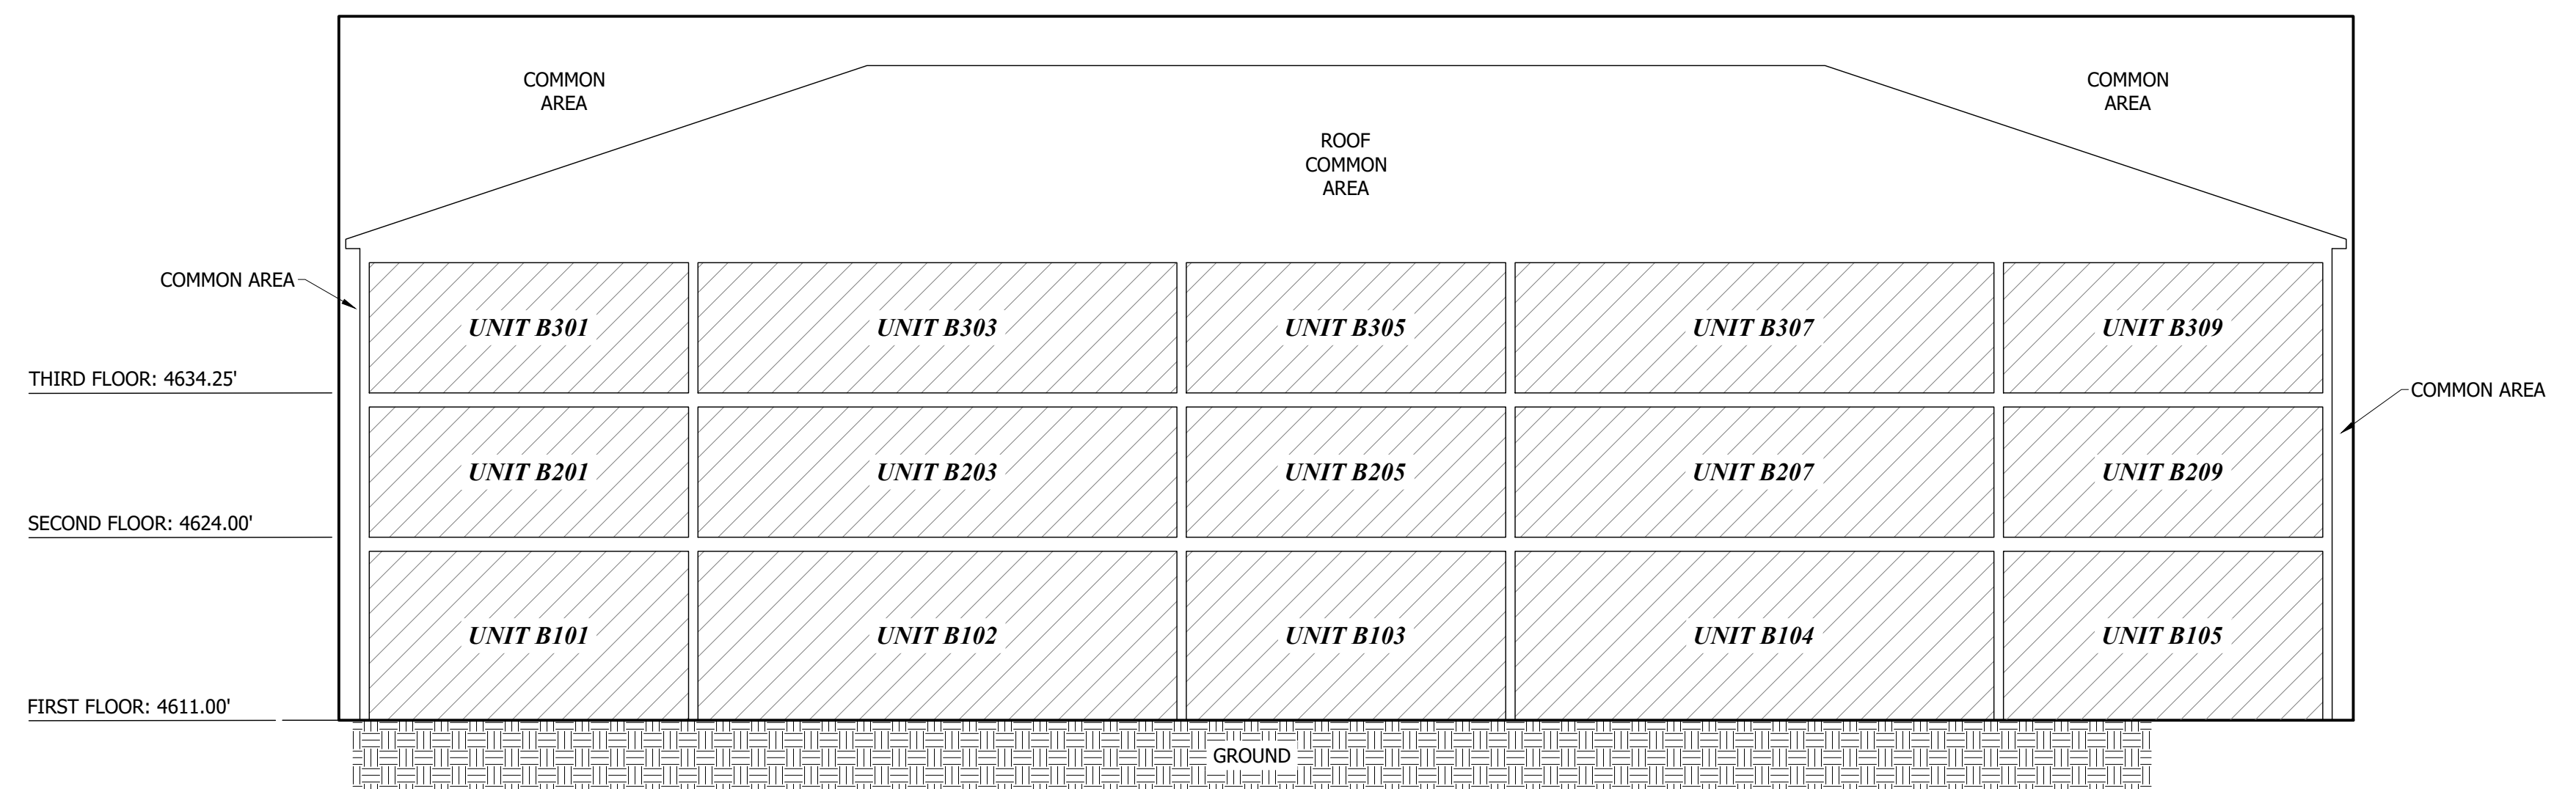 COMMON
AREA
COMMON
AREA
ROOF
COMMON
AREA
COMMON AREA
UNIT B301
UNIT B303
UNIT B305
UNIT B307
UNIT B309
THIRD FLOOR: 4634.25'
COMMON AREA
UNIT B201
UNIT B203
UNIT B205
UNIT B207
UNIT B209
SECOND FLOOR: 4624.00'
UNIT B101
UNIT B102
UNIT B103
UNIT B104
UNIT B105
FIRST FLOOR: 4611.00'
GROUND